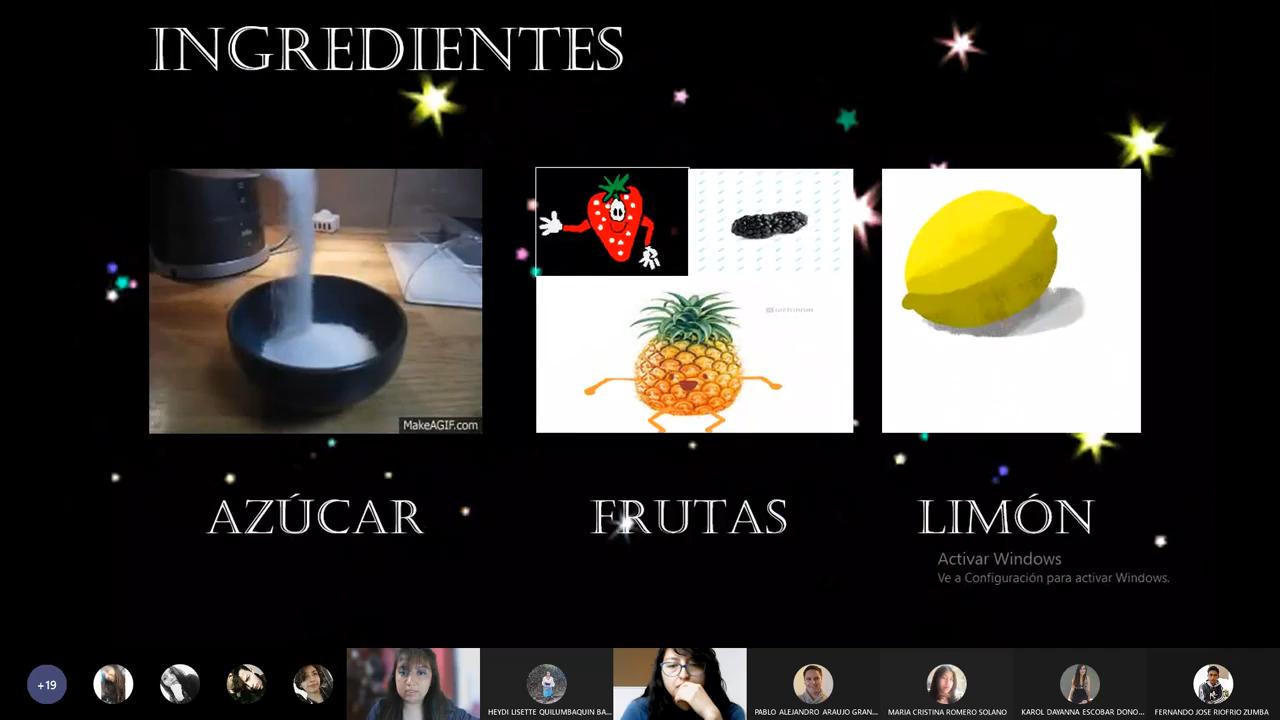 INGREDIENTES
MakeAGIF.com
AZÚCAR
FRUTAS
LIMÓN
Activar Windows
Ve a Configuración para activar Windows.
+19
HEYDI LISETTE QUILUMBAQUIN BA...
PABLO ALEJANDRO ARAUJO GRAN...
MARIA CRISTINA ROMERO SOLANO
KAROL DAYANNA ESCOBAR DONO...
FERNANDO JOSE RIOFRIO ZUMBA